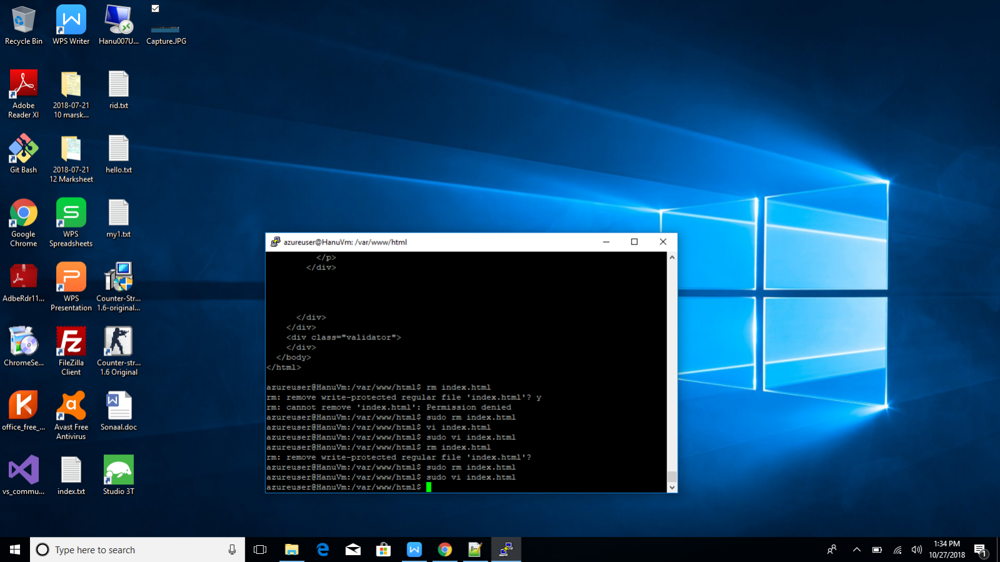 Recycle Bin
WPS Writer
Hanu007U...
Capture.JPG
Adobe
Reader XI
2018-07-21
10 marsk...
rid.txt
Git Bash
2018-07-21
12 Marksheet
hello.txt
Google
Chrome
WPS
Spreadsheets
my1.txt
AdbeRdr11...
WPS
Presentation
Counter-Str...
1.6-original...
ChromeSe...
FileZilla
Client
Counter-str...
1.6 Original
office_free_...
Avast Free
Antivirus
Sonaal.doc
vs_commu...
index.txt
Studio 3T
azureuser@HanuVm: /var/www/html
</p>
</div>
</div>
</div>
<div class="validator">
</div>
</body>
</html>
azureuser@HanuVm:/var/www/html$ rm index.html
rm: remove write-protected regular file 'index.html'? y
rm: cannot remove 'index.html': Permission denied
azureuser@HanuVm:/var/www/html$ sudo rm index.html
azureuser@HanuVm:/var/www/html$ vi index.html
azureuser@HanuVm:/var/www/html$ sudo vi index.html
azureuser@HanuVm:/var/www/html$ rm index.html
rm: remove write-protected regular file 'index.html'?
azureuser@HanuVm:/var/www/html$ sudo rm index.html
azureuser@HanuVm:/var/www/html$ sudo vi index.html
azureuser@HanuVm:/var/www/html$
Type here to search
1:34 PM
10/27/2018
1